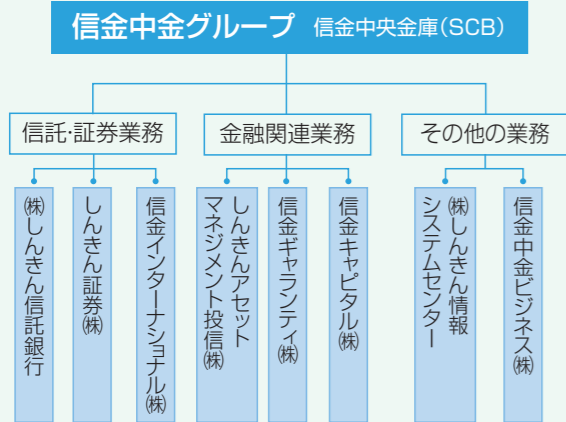 信金中金グループ 信金中央金庫(SCB)
信託・証券業務
金融関連業務
その他の業務
㈱しんきん信託銀行
しんきん証券㈱
信金インターナショナル㈱
しんきんアセット
マネジメント投信㈱
信金ギャランティ㈱
信金キャピタル㈱
㈱しんきん情報
システムセンター
信金中金ビジネス㈱